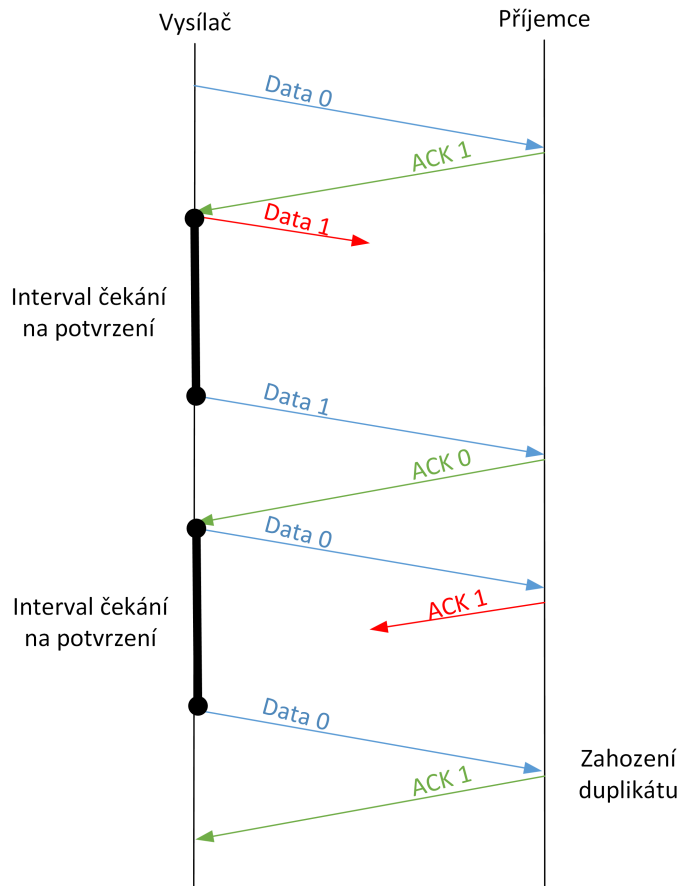 Vysílač
Příjemce
Data 0
ACK 1
Data 1
Interval čekání
na potvrzení
Data 1
ACK 0
Data 0
ACK 1
Interval čekání
na potvrzení
Data 0
Zahození
duplikátu
ACK 1